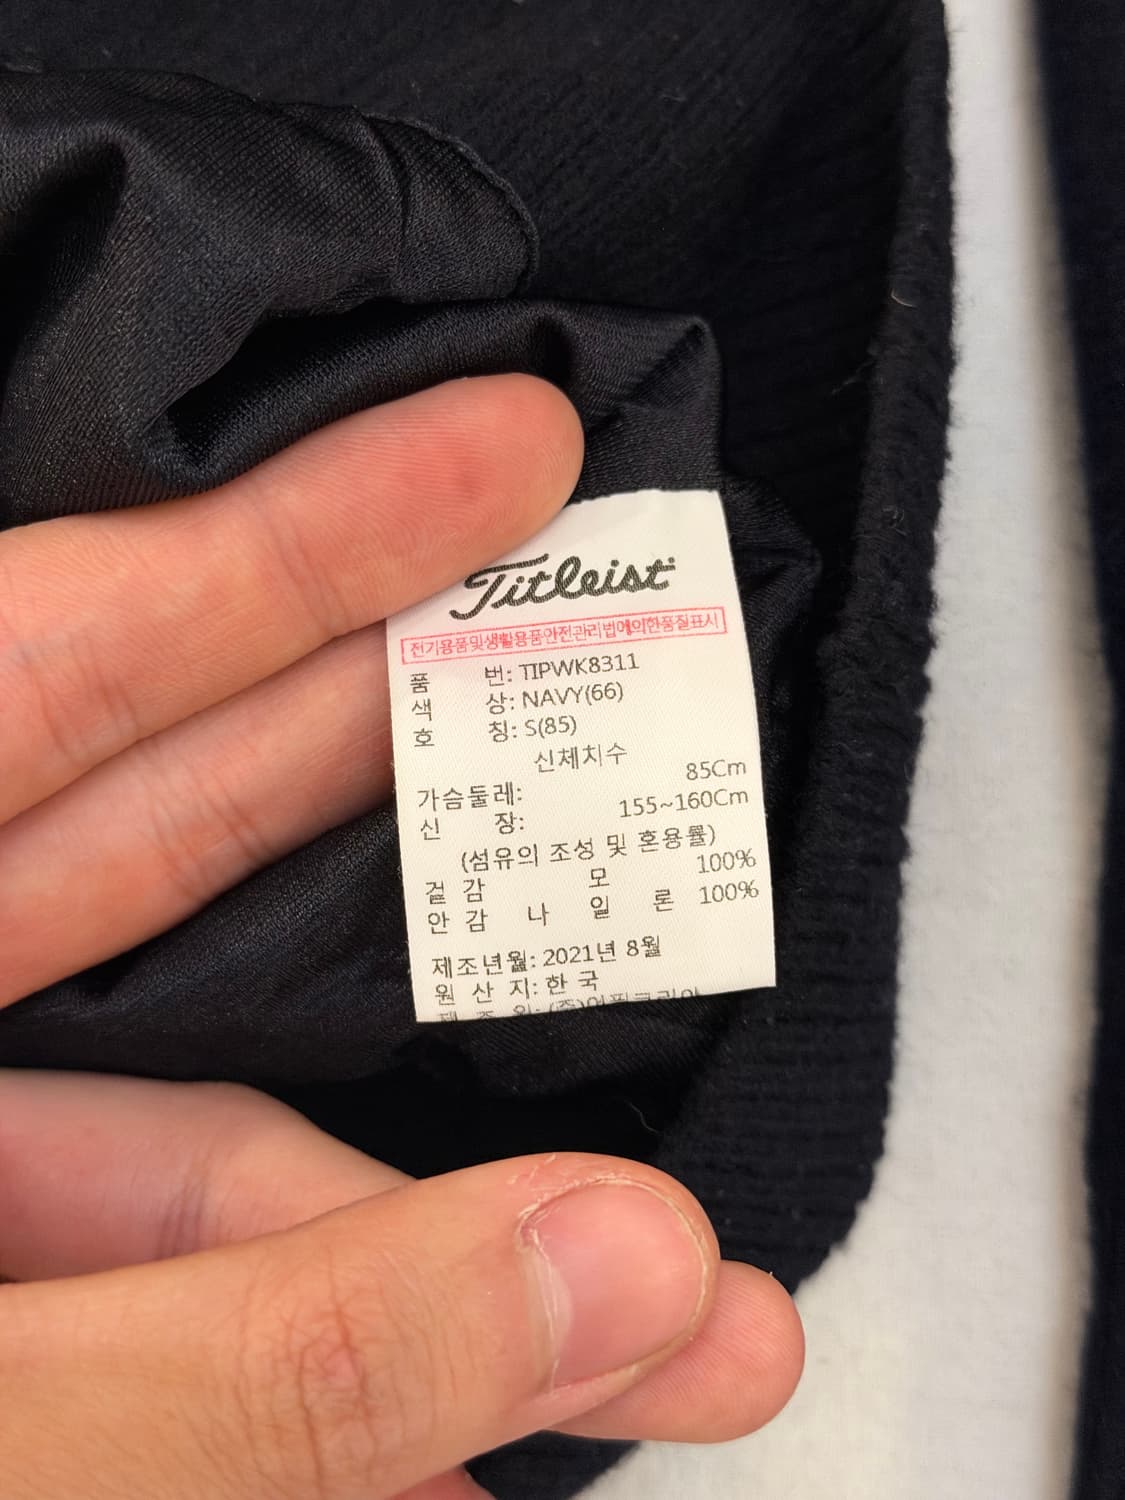 Titleist
전기용품및생활용품안전관리법에의한품질표시
품 번: TIPWK8311
색 상: NAVY(66)
호 칭: S(85)
신체치수
가슴둘레: 85Cm
신 장: 155~160Cm
(섬유의 조성 및 혼용률)
겉 감 모 100%
안 감 나 일 론 100%
제조년월: 2021년 8월
원 산 지: 한 국